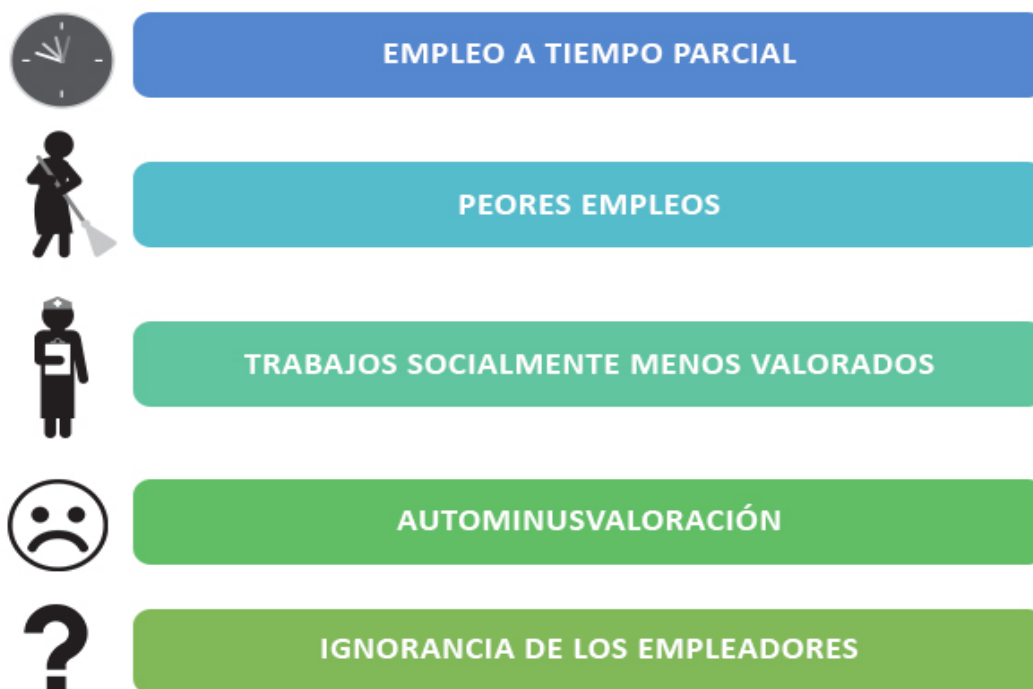 EMPLEO A TIEMPO PARCIAL
PEORES EMPLEOS
TRABAJOS SOCIALMENTE MENOS VALORADOS
AUTOMINUSVALORACIÓN
IGNORANCIA DE LOS EMPLEADORES